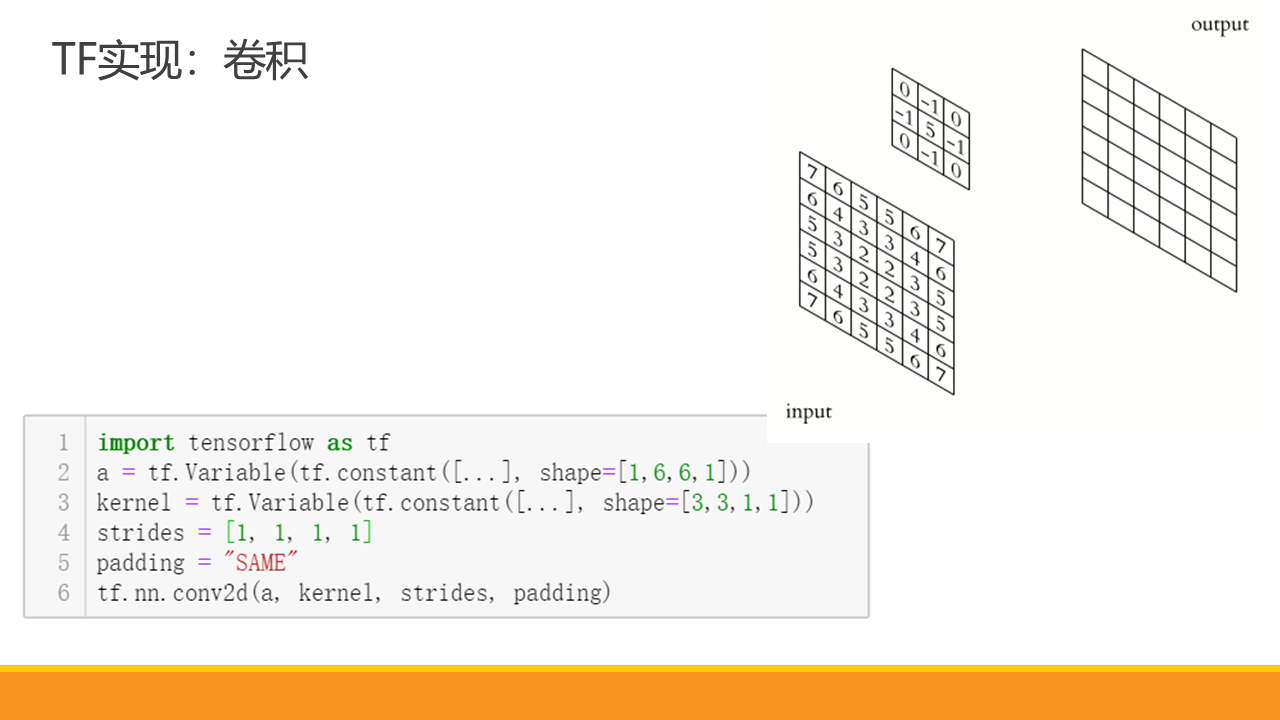 TF实现：卷积
output
0 -1 0
-1 5 -1
0 -1 0
7 6 5 5 6 7
6 4 3 3 4 6
5 3 2 2 3 5
5 3 2 2 3 5
6 4 3 3 4 6
7 6 5 5 6 7
input
1 import tensorflow as tf
2 a = tf.Variable(tf.constant([...], shape=[1,6,6,1]))
3 kernel = tf.Variable(tf.constant([...], shape=[3,3,1,1]))
4 strides = [1, 1, 1, 1]
5 padding = "SAME"
6 tf.nn.conv2d(a, kernel, strides, padding)